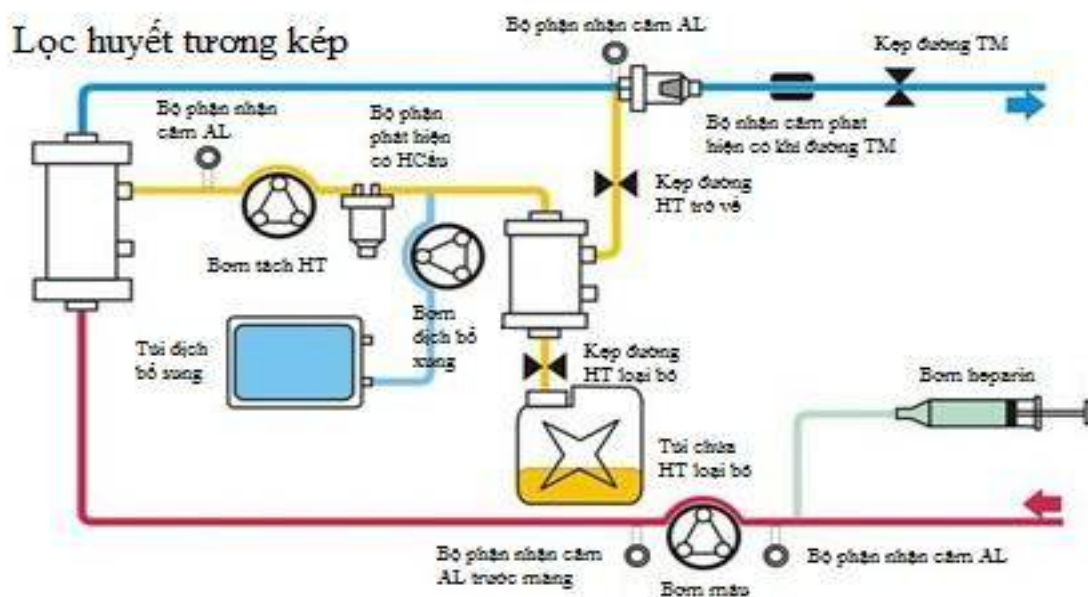 Lọc huyết tương kép
Bộ phận nhận cảm AL
Kẹp đường TM
Bộ phận nhận
cảm AL
Bộ phận
phát hiện
có HCầu
Bộ nhận cảm phát
hiện có khí đường TM
Kẹp đường
HT trở về
Bơm tách HT
Bơm
dịch bổ
xung
Túi dịch
bổ sung
Kẹp đường
HT loại bỏ
Bơm heparin
Túi chứa
HT loại bỏ
Bộ phận nhận cảm
AL trước màng
Bơm máu
Bộ phận nhận cảm AL